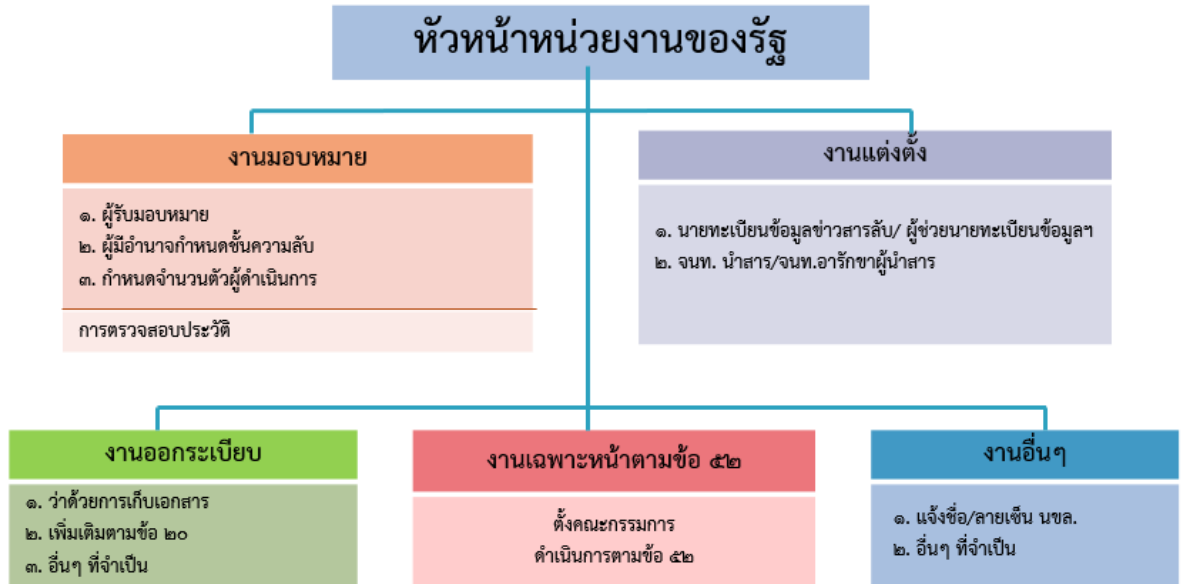 หัวหน้าหน่วยงานของรัฐ
งานมอบหมาย
๑. ผู้รับมอบหมาย
๒. ผู้มีอำนาจกำหนดชั้นความลับ
๓. กำหนดจำนวนตัวผู้ดำเนินการ
การตรวจสอบประวัติ
งานแต่งตั้ง
๑. นายทะเบียนข้อมูลข่าวสารลับ/ ผู้ช่วยนายทะเบียนข้อมูลฯ
๒. จนท. นำสาร/จนท.อารักขาผู้นำสาร
งานออกระเบียบ
๑. ว่าด้วยการเก็บเอกสาร
๒. เพิ่มเติมตามข้อ ๒๐
๓. อื่นๆ ที่จำเป็น
งานเฉพาะหน้าตามข้อ ๕๒
ตั้งคณะกรรมการ
ดำเนินการตามข้อ ๕๒
งานอื่นๆ
๑. แจ้งชื่อ/ลายเซ็น นขล.
๒. อื่นๆ ที่จำเป็น